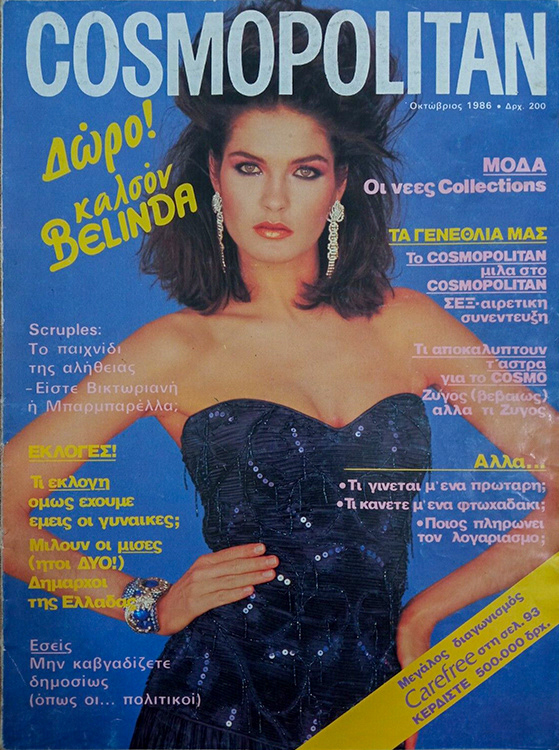 COSMOPOLITAN
Οκτώβριος 1986 • Δρχ. 200
Δώρο!
καλσόν
BELINDA
ΜΟΔΑ
Οι νεες Collections
ΤΑ ΓΕΝΕΘΛΙΑ ΜΑΣ
Το COSMOPOLITAN
μιλα στο
COSMOPOLITAN
ΣΕΞ-αιρετικη
συνεντευξη
Τι αποκαλυπτουν
τ'αστρα
για το COSMO
Ζυγος (βεβαιως)
αλλα τι Ζυγος,
Scruples:
Το παιχνίδι
της αλήθειας
-Είστε Βικτωριανή
ή Μπαρμπαρέλλα;
ΕΚΛΟΓΕΣ!
Τι εκλογη
ομως εχουμε
εμεις οι γυναικες;
Μιλουν οι μισες
(ητοι ΔΥΟ!)
Δημαρχοι
της Ελλαδας
Εσείς
Μην καβγαδίζετε
δημοσίως
(όπως οι... πολιτικοί)
Αλλα...
•Τι γινεται μ'ενα πρωταρη;
•Τι κανετε μ'ενα φτωχαδακι;
•Ποιος πληρωνει
τον λογαριασμο;
Μεγάλος διαγωνισμός
Carefree στη σελ. 93
ΚΕΡΔΙΣΤΕ 500.000 δρχ.